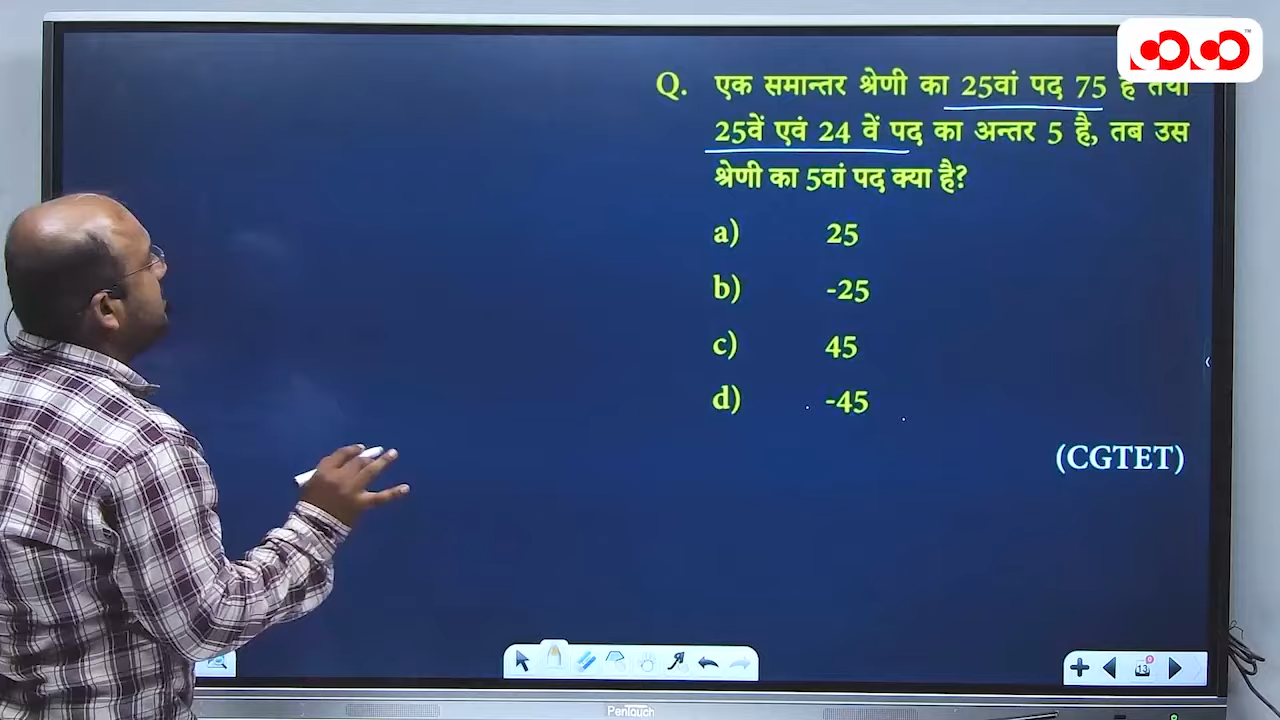 Q. एक समान्तर श्रेणी का 25वां पद 75 है तथा
25वें एवं 24 वें पद का अन्तर 5 है, तब उस
श्रेणी का 5वां पद क्या है?
a) 25
b) -25
c) 45
d) -45
(CGTET)
13
PenTouch